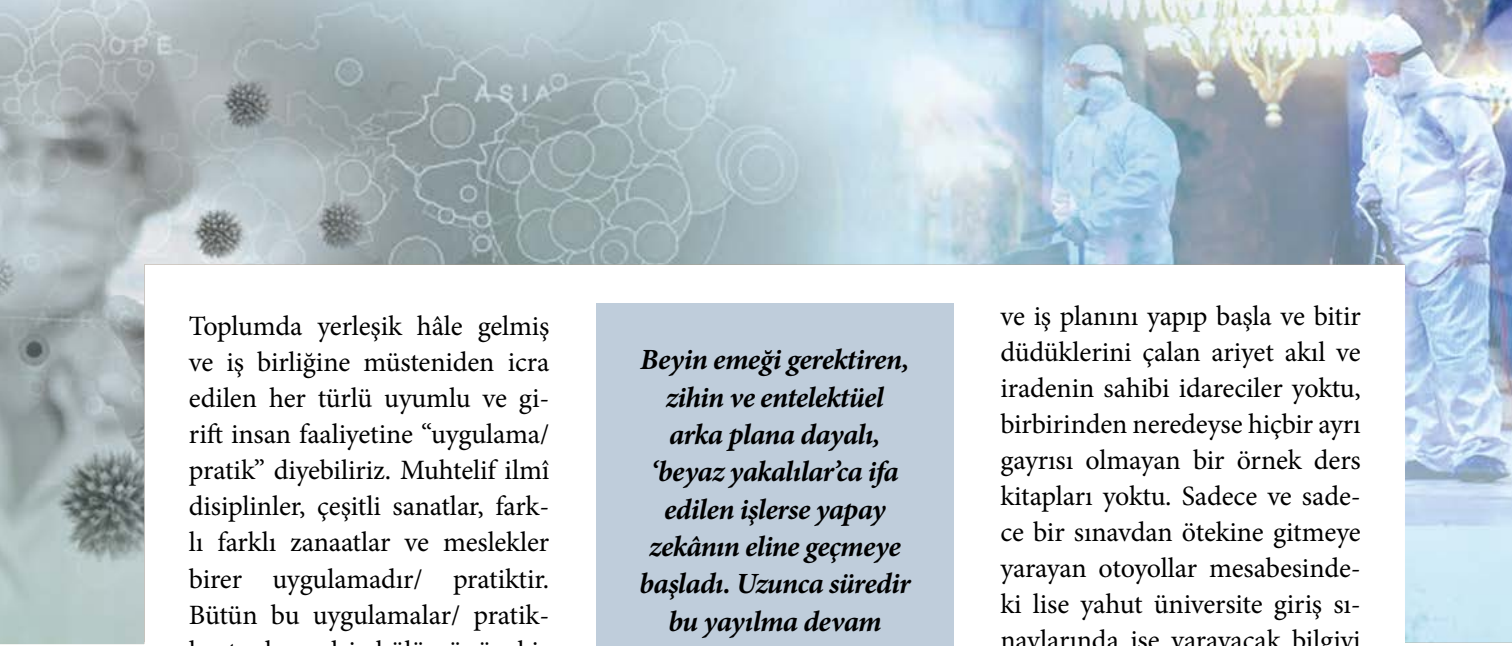 OPE
ASIA
Toplumda yerleşik hâle gelmiş
ve iş birliğine müsteniden icra
edilen her türlü uyumlu ve gi-
rift insan faaliyetine “uygulama/
pratik” diyebiliriz. Muhtelif ilmî
disiplinler, çeşitli sanatlar, fark-
lı farklı zanaatlar ve meslekler
birer uygulamadır/ pratiktir.
Bütün bu uygulamalar/ pratik-
Beyin emeği gerektiren,
zihin ve entelektüel
arka plana dayalı,
‘beyaz yakalılar’ca ifa
edilen işlerse yapay
zekânın eline geçmeye
başladı. Uzunca süredir
bu yayılma devam
ve iş planını yapıp başla ve bitir
düdüklerini çalan ariyet akıl ve
iradenin sahibi idareciler yoktu,
birbirinden neredeyse hiçbir ayrı
gayrısı olmayan bir örnek ders
kitapları yoktu. Sadece ve sade-
ce bir sınavdan ötekine gitmeye
yarayan otoyollar mesabesinde-
ki lise yahut üniversite giriş sı-
navlarında işe yarayacak bilgiyi